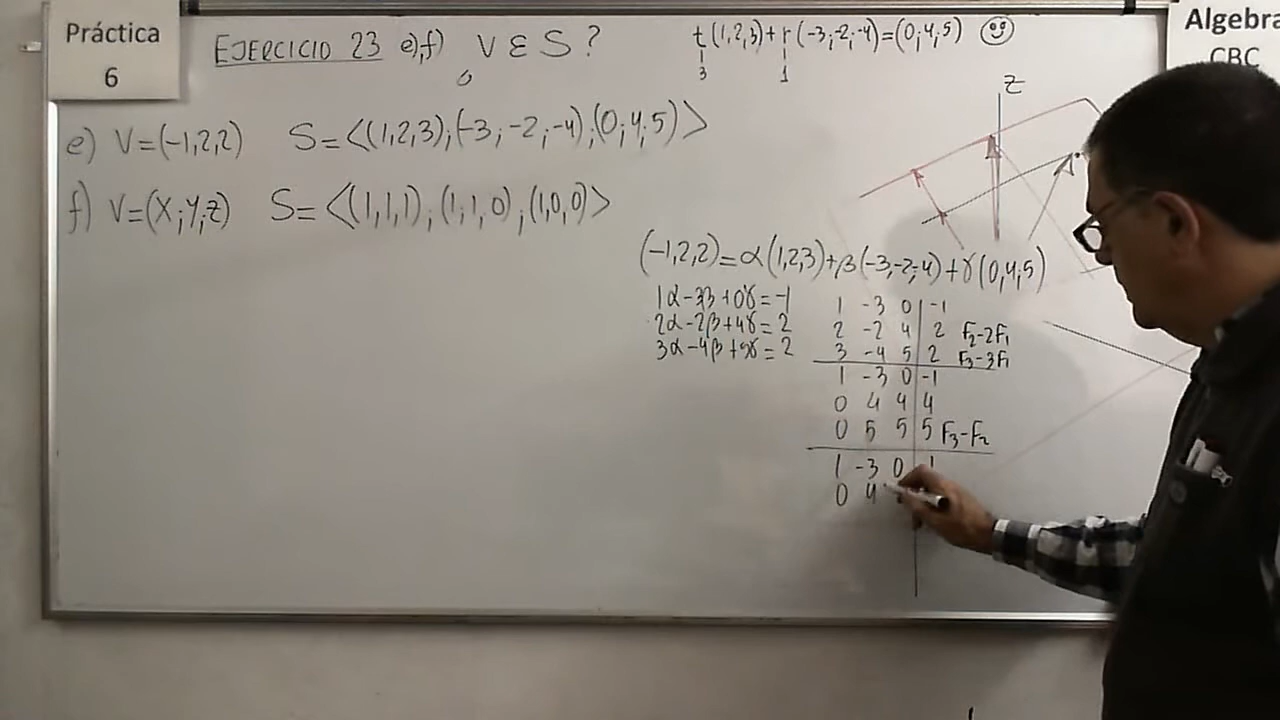 Práctica
6
EJERCICIO 23 e),f) V ∈ S ?
t(1,2,3)+r(-3,-2,-4)=(0,4,5)
3 1
Algebra
CBC
Z
e) V=(-1,2,2) S=<(1,2,3),(-3,-2,-4),(0,4,5)>
f) V=(X,Y,Z) S=<(1,1,1),(1,1,0),(1,0,0)>
(-1,2,2)=α(1,2,3)+β(-3,-2,-4)+γ(0,4,5)
1α-3β+0γ=-1
2α-2β+4γ=2
3α-4β+5γ=2
1 -3 0 | -1
2 -2 4 | 2 F2-2F1
3 -4 5 | 2 F3-3F1
1 -3 0 | -1
0 4 4 | 4
0 5 5 | 5 F3-F2
1 -3 0
0 4